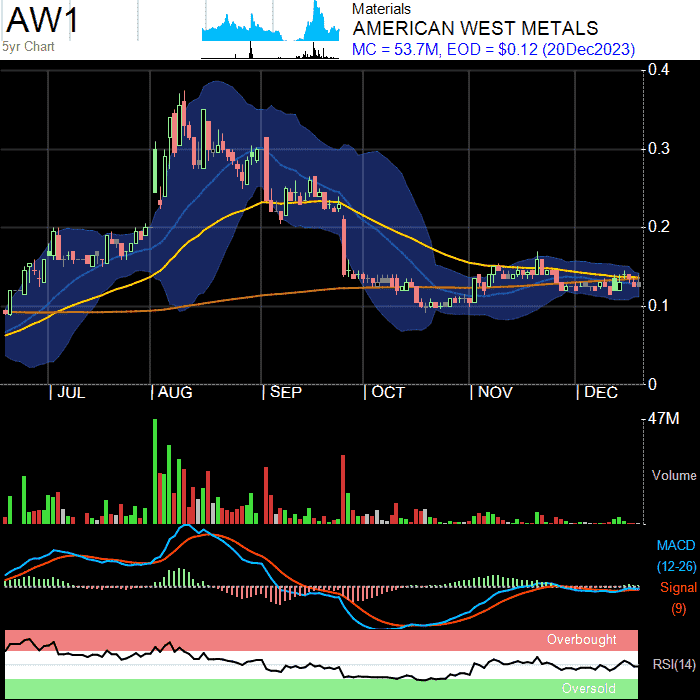 AW1
5yr Chart
Materials
AMERICAN WEST METALS
MC = 53.7M, EOD = $0.12 (20Dec2023)
0.4
0.3
0.2
0.1
0
| JUL | AUG | SEP | OCT | NOV | DEC
47M
Volume
MACD
(12-26)
Signal
(9)
Overbought
RSI(14)
Oversold